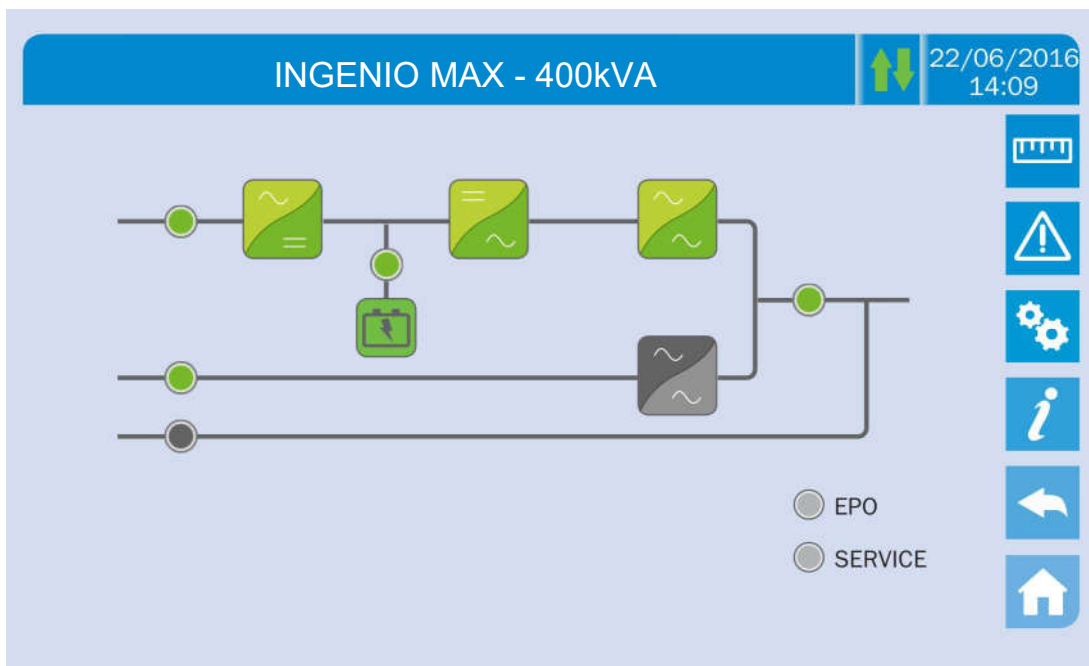 INGENIO MAX - 400kVA
22/06/2016
14:09
EPO
SERVICE